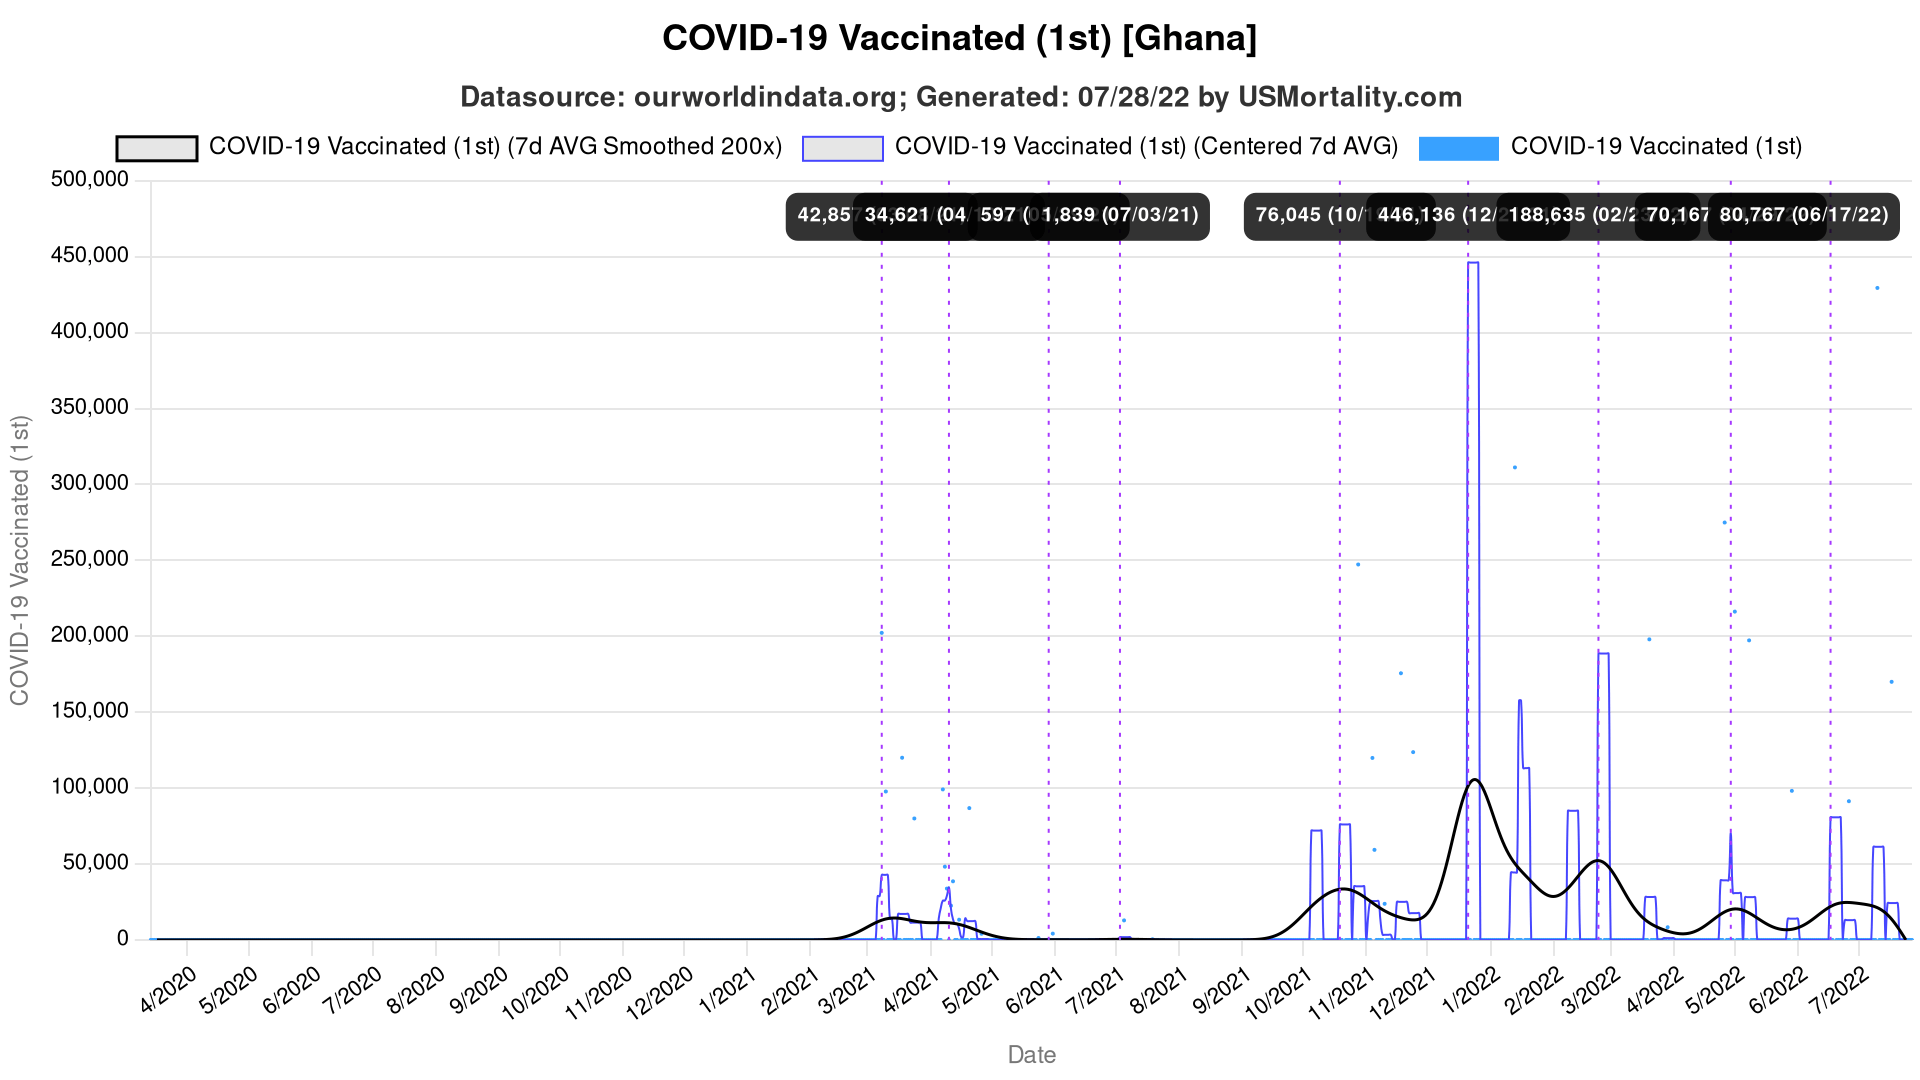 COVID-19 Vaccinated (1st) [Ghana]
Datasource: ourworldindata.org; Generated: 07/28/22 by USMortality.com
COVID-19 Vaccinated (1st) (7d AVG Smoothed 200x) COVID-19 Vaccinated (1st) (Centered 7d AVG) COVID-19 Vaccinated (1st)
500,000
42,857 34,621 (04/ 597 ( 1,839 (07/03/21) 76,045 (10/ 446,136 (12/ 188,635 (02/2 70,167 80,767 (06/17/22)
450,000
400,000
350,000
300,000
250,000
200,000
150,000
100,000
50,000
0
COVID-19 Vaccinated (1st)
4/2020 5/2020 6/2020 7/2020 8/2020 9/2020 10/2020 11/2020 12/2020 1/2021 2/2021 3/2021 4/2021 5/2021 6/2021 7/2021 8/2021 9/2021 10/2021 11/2021 12/2021 1/2022 2/2022 3/2022 4/2022 5/2022 6/2022 7/2022
Date